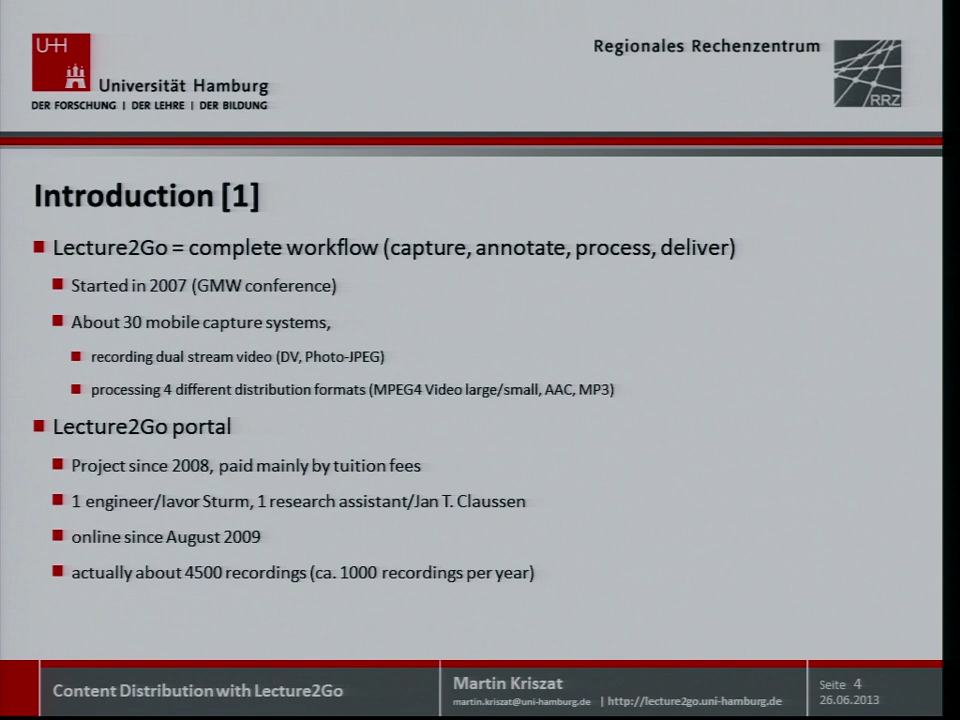 UHH
Universität Hamburg
DER FORSCHUNG | DER LEHRE | DER BILDUNG
Regionales Rechenzentrum
RRZ
Introduction [1]
Lecture2Go = complete workflow (capture, annotate, process, deliver)
Started in 2007 (GMW conference)
About 30 mobile capture systems,
recording dual stream video (DV, Photo-JPEG)
processing 4 different distribution formats (MPEG4 Video large/small, AAC, MP3)
Lecture2Go portal
Project since 2008, paid mainly by tuition fees
1 engineer/Iavor Sturm, 1 research assistant/Jan T. Claussen
online since August 2009
actually about 4500 recordings (ca. 1000 recordings per year)
Content Distribution with Lecture2Go
Martin Kriszat
martin.kriszat@uni-hamburg.de | http://lecture2go.uni-hamburg.de
Seite 4
26.06.2013